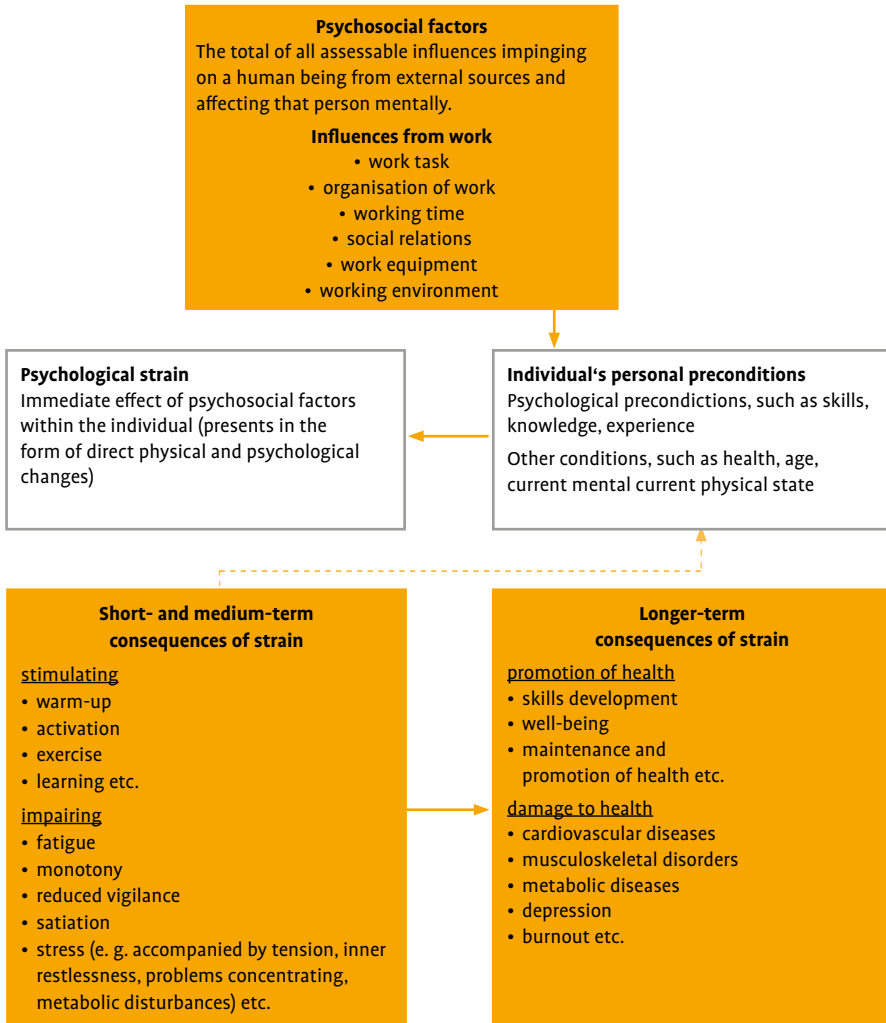 Psychosocial factors
The total of all assessable influences impinging
on a human being from external sources and
affecting that person mentally.
Influences from work
• work task
• organisation of work
• working time
• social relations
• work equipment
• working environment
Psychological strain
Immediate effect of psychosocial factors
within the individual (presents in the
form of direct physical and psychological
changes)
Individual‘s personal preconditions
Psychological precondictions, such as skills,
knowledge, experience
Other conditions, such as health, age,
current mental current physical state
Short- and medium-term
consequences of strain
stimulating
• warm-up
• activation
• exercise
• learning etc.
impairing
• fatigue
• monotony
• reduced vigilance
• satiation
• stress (e. g. accompanied by tension, inner
restlessness, problems concentrating,
metabolic disturbances) etc.
Longer-term
consequences of strain
promotion of health
• skills development
• well-being
• maintenance and
promotion of health etc.
damage to health
• cardiovascular diseases
• musculoskeletal disorders
• metabolic diseases
• depression
• burnout etc.